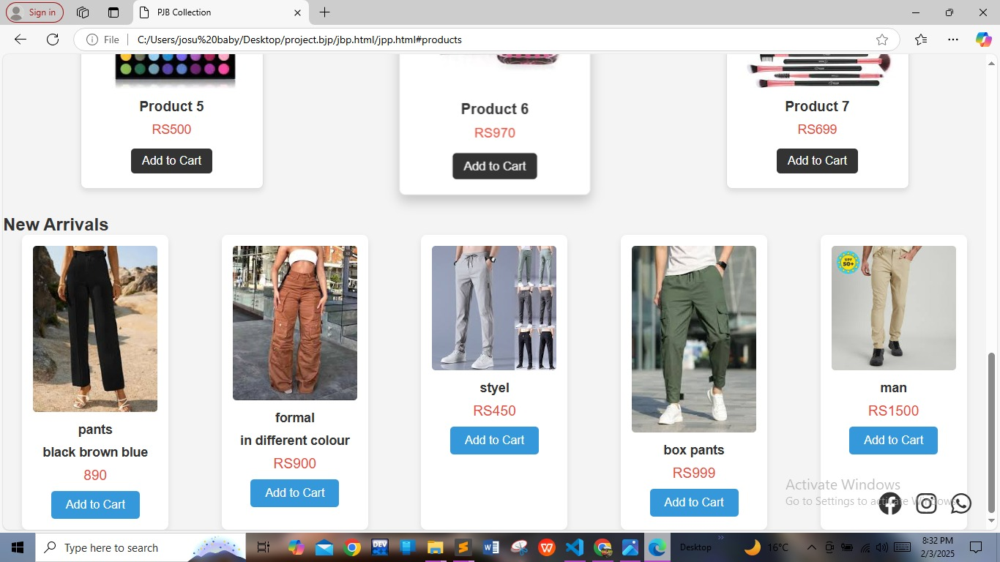 Sign in
PJB Collection
File
C:/Users/josu%20baby/Desktop/project.bjp/jbp.html/jpp.html#products
Product 5
RS500
Add to Cart
Product 6
RS970
Add to Cart
Product 7
RS699
Add to Cart
New Arrivals
pants
black brown blue
890
Add to Cart
formal
in different colour
RS900
Add to Cart
styel
RS450
Add to Cart
box pants
RS999
Add to Cart
UPF
50+
man
RS1500
Add to Cart
Activate Windows
Go to Settings to activate Windows.
Type here to search
DEV
Desktop
16°C
8:32 PM
2/3/2025